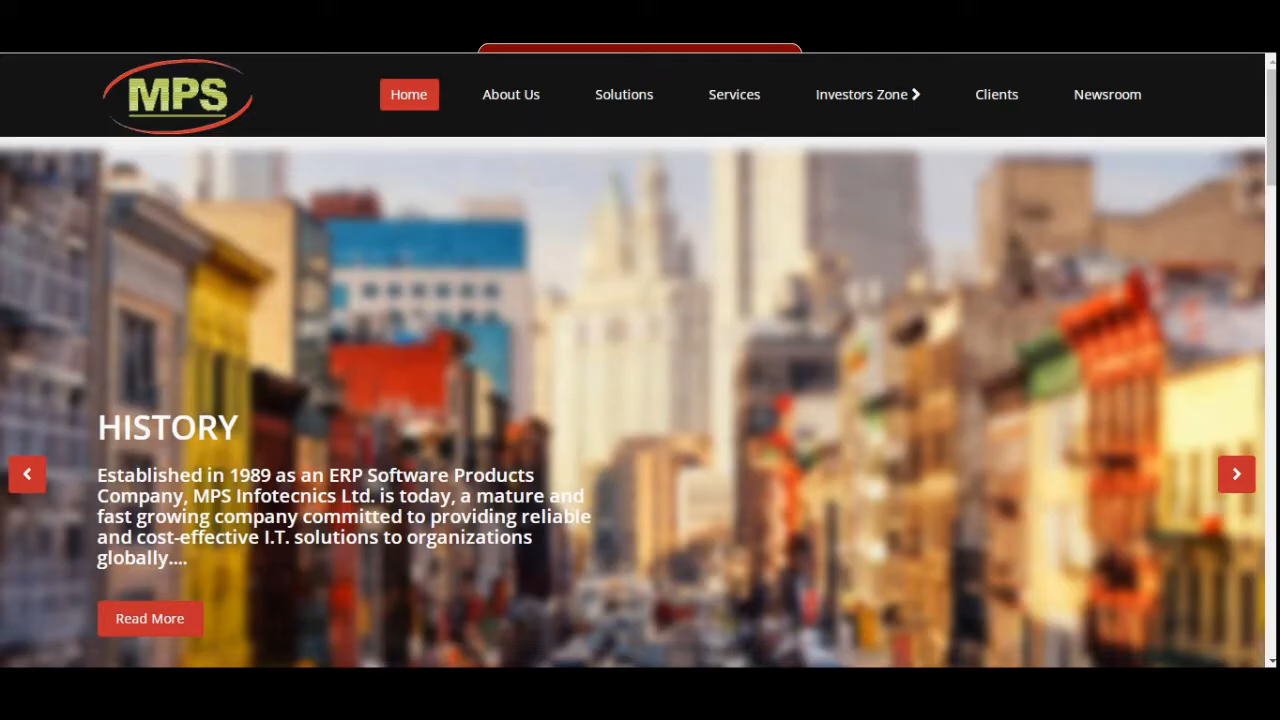 MPS
Home
About Us
Solutions
Services
Investors Zone
Clients
Newsroom
HISTORY
Established in 1989 as an ERP Software Products
Company, MPS Infotecnics Ltd. is today, a mature and
fast growing company committed to providing reliable
and cost-effective I.T. solutions to organizations
globally....
Read More